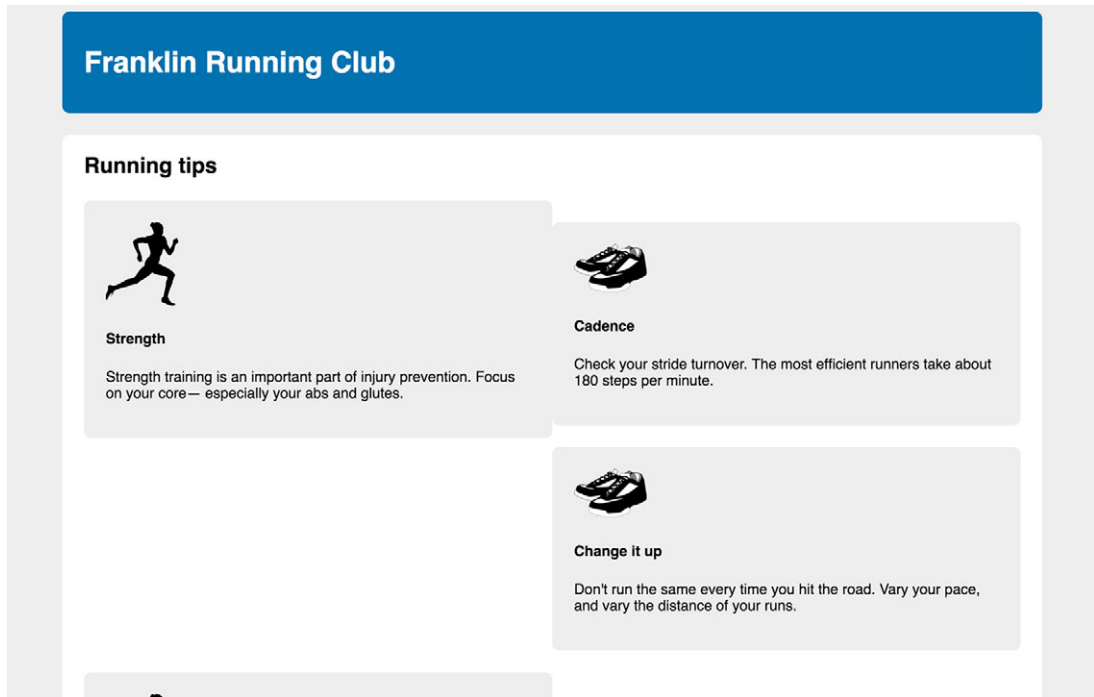 Franklin Running Club
Running tips
Strength
Strength training is an important part of injury prevention. Focus
on your core— especially your abs and glutes.
Cadence
Check your stride turnover. The most efficient runners take about
180 steps per minute.
Change it up
Don't run the same every time you hit the road. Vary your pace,
and vary the distance of your runs.